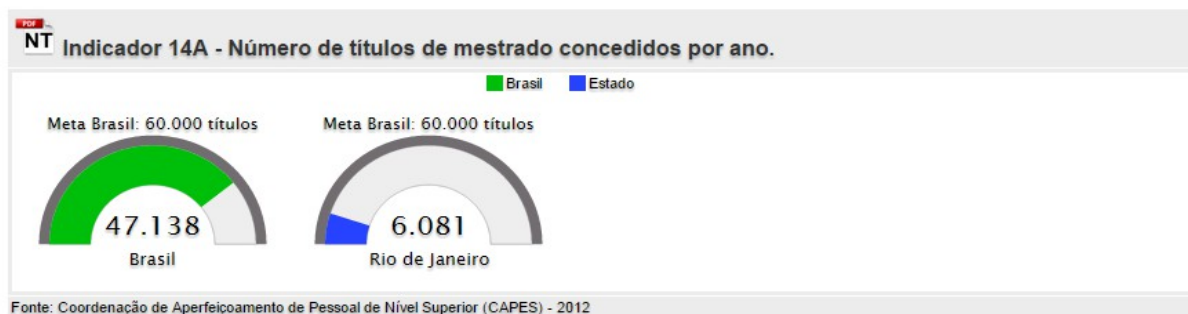 PDF
NT
Indicador 14A - Número de títulos de mestrado concedidos por ano.
Brasil
Estado
Meta Brasil: 60.000 títulos
47.138
Brasil
Meta Brasil: 60.000 títulos
6.081
Rio de Janeiro
Fonte: Coordenação de Aperfeiçoamento de Pessoal de Nível Superior (CAPES) - 2012